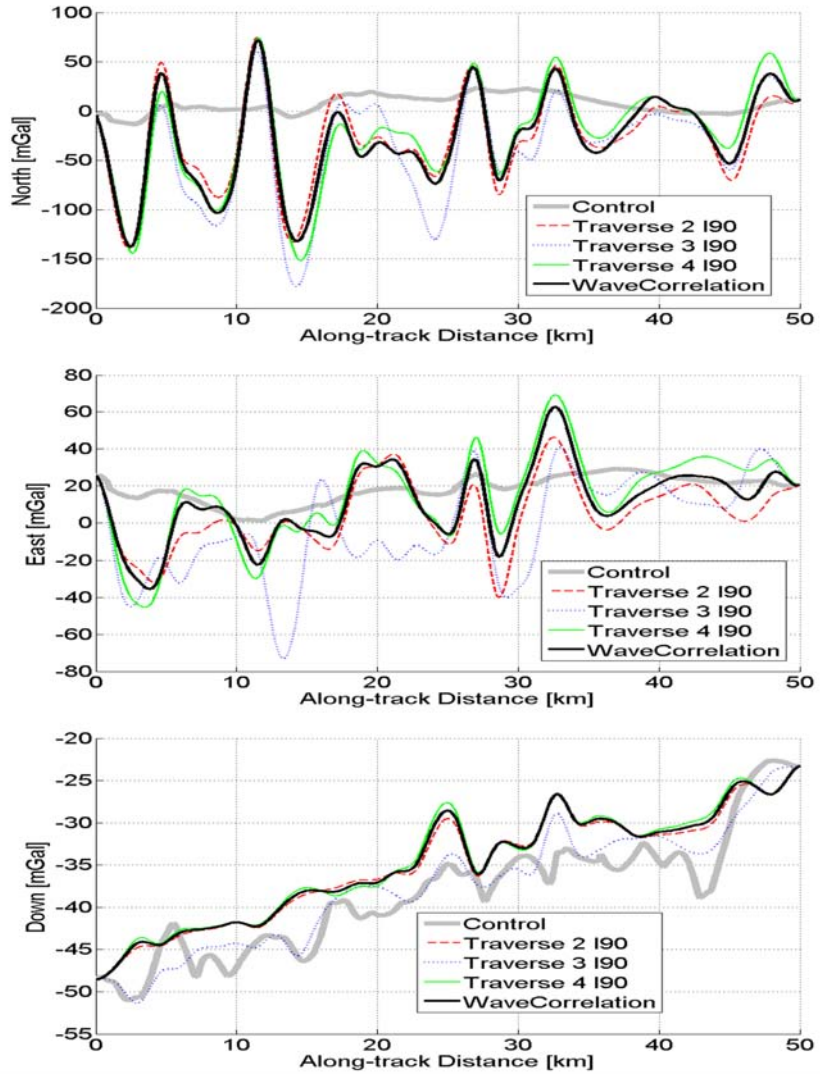 100
50
0
-50
-100
-150
-200
North [mGal]
Control
Traverse 2 I90
Traverse 3 I90
Traverse 4 I90
WaveCorrelation
0 10 20 30 40 50
Along-track Distance [km]
80
60
40
20
0
-20
-40
-60
-80
East [mGal]
Control
Traverse 2 I90
Traverse 3 I90
Traverse 4 I90
WaveCorrelation
0 10 20 30 40 50
Along-track Distance [km]
-20
-25
-30
-35
-40
-45
-50
-55
Down [mGal]
Control
Traverse 2 I90
Traverse 3 I90
Traverse 4 I90
WaveCorrelation
0 10 20 30 40 50
Along-track Distance [km]